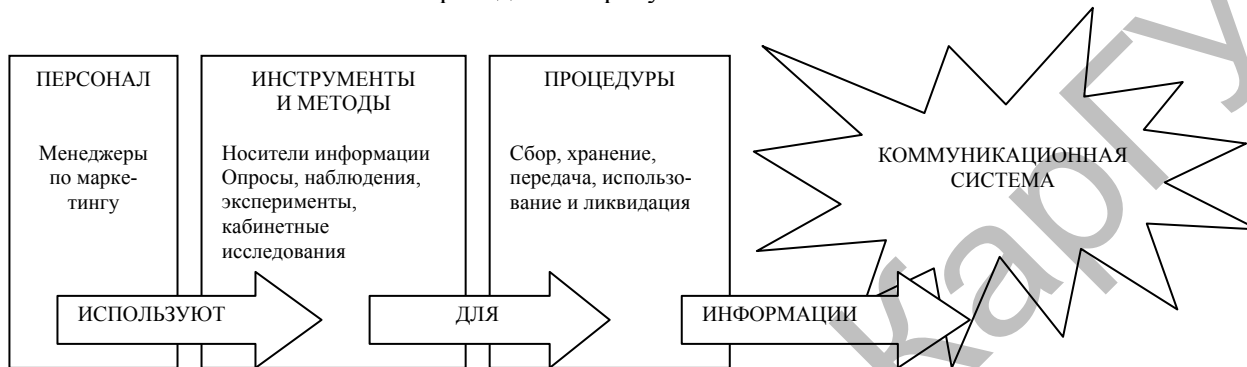 ПЕРСОНАЛ
Менеджеры
по марке-
тингу
ИНСТРУМЕНТЫ
И МЕТОДЫ
Носители информации
Опросы, наблюдения,
эксперименты,
кабинетные
исследования
ПРОЦЕДУРЫ
Сбор, хранение,
передача, использо-
вание и ликвидация
КОММУНИКАЦИОННАЯ
СИСТЕМА
ИСПОЛЬЗУЮТ
ДЛЯ
ИНФОРМАЦИИ
КарГУ